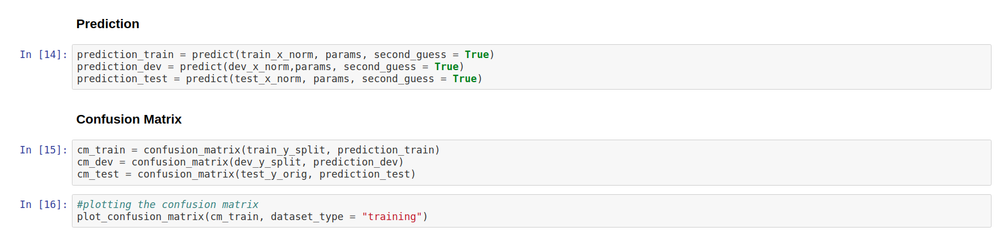 Prediction
In [14]: prediction_train = predict(train_x_norm, params, second_guess = True)
prediction_dev = predict(dev_x_norm,params, second_guess = True)
prediction_test = predict(test_x_norm, params, second_guess = True)
Confusion Matrix
In [15]: cm_train = confusion_matrix(train_y_split, prediction_train)
cm_dev = confusion_matrix(dev_y_split, prediction_dev)
cm_test = confusion_matrix(test_y_orig, prediction_test)
In [16]: #plotting the confusion matrix
plot_confusion_matrix(cm_train, dataset_type = "training")